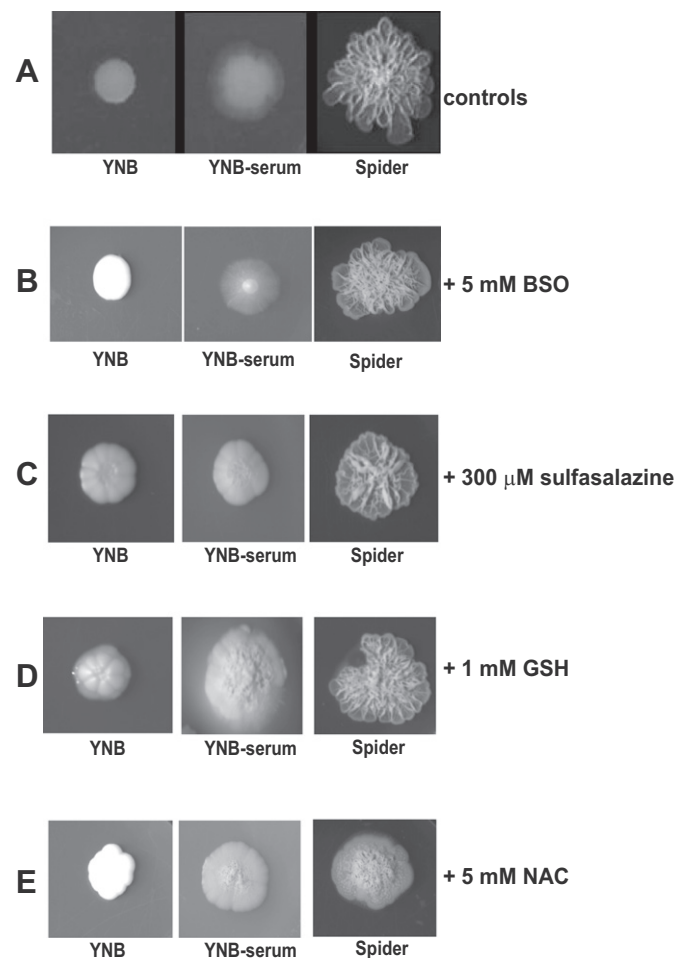 A
controls
YNB YNB-serum Spider
B
+ 5 mM BSO
YNB YNB-serum Spider
C
+ 300 μM sulfasalazine
YNB YNB-serum Spider
D
+ 1 mM GSH
YNB YNB-serum Spider
E
+ 5 mM NAC
YNB YNB-serum Spider